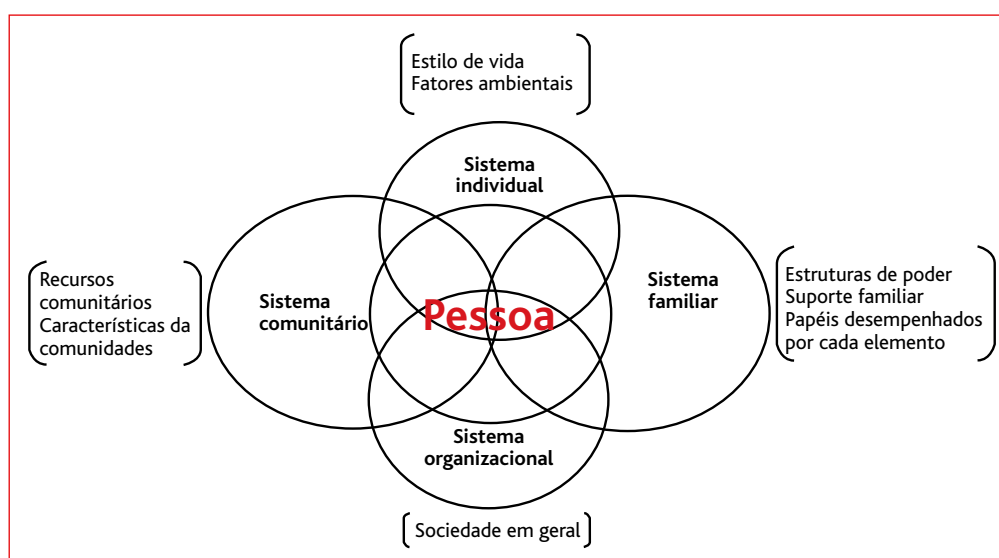 Estilo de vida
Fatores ambientais
Sistema
individual
Recursos
comunitários
Características da
comunidades
Sistema
comunitário
Pessoa
Sistema
familiar
Estruturas de poder
Suporte familiar
Papéis desempenhados
por cada elemento
Sistema
organizacional
Sociedade em geral